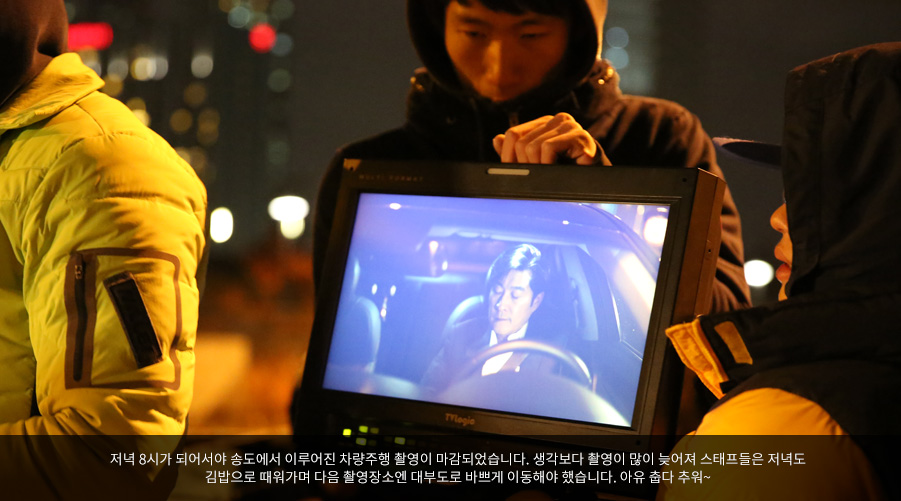 MULTI FORMAT
TVlogic
저녁 8시가 되어서야 송도에서 이루어진 차량주행 촬영이 마감되었습니다. 생각보다 촬영이 많이 늦어져 스태프들은 저녁도
김밥으로 때워가며 다음 촬영장소엔 대부도로 바쁘게 이동해야 했습니다. 아유 춥다 추워~